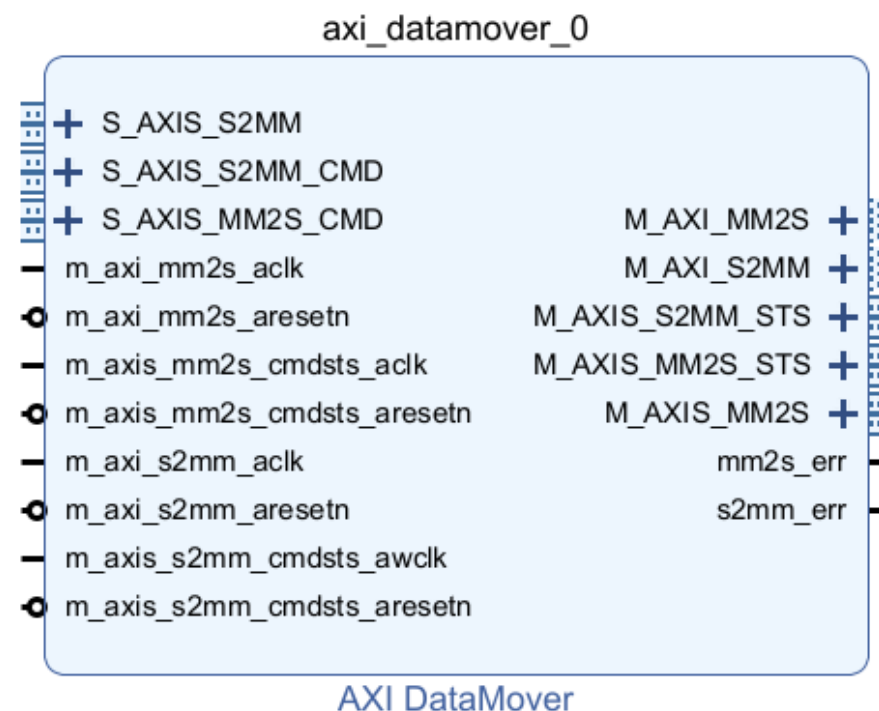 axi_datamover_0
S_AXIS_S2MM
S_AXIS_S2MM_CMD
S_AXIS_MM2S_CMD
m_axi_mm2s_aclk
m_axi_mm2s_aresetn
m_axis_mm2s_cmdsts_aclk
m_axis_mm2s_cmdsts_aresetn
m_axi_s2mm_aclk
m_axi_s2mm_aresetn
m_axis_s2mm_cmdsts_awclk
m_axis_s2mm_cmdsts_aresetn
M_AXI_MM2S
M_AXI_S2MM
M_AXIS_S2MM_STS
M_AXIS_MM2S_STS
M_AXIS_MM2S
mm2s_err
s2mm_err
AXI DataMover